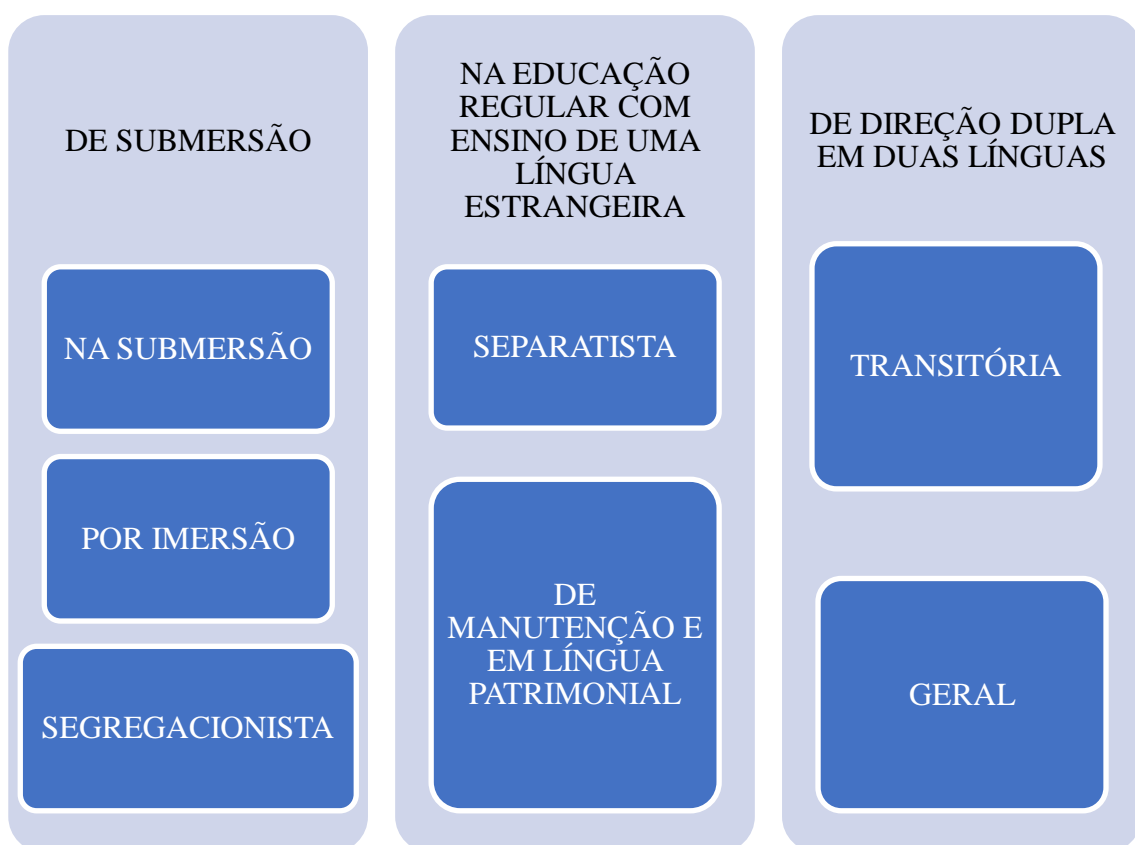 DE SUBMERSÃO
NA SUBMERSÃO
POR IMERSÃO
SEGREGACIONISTA
NA EDUCAÇÃO
REGULAR COM
ENSINO DE UMA
LÍNGUA
ESTRANGEIRA
SEPARATISTA
DE
MANUTENÇÃO E
EM LÍNGUA
PATRIMONIAL
DE DIREÇÃO DUPLA
EM DUAS LÍNGUAS
TRANSITÓRIA
GERAL